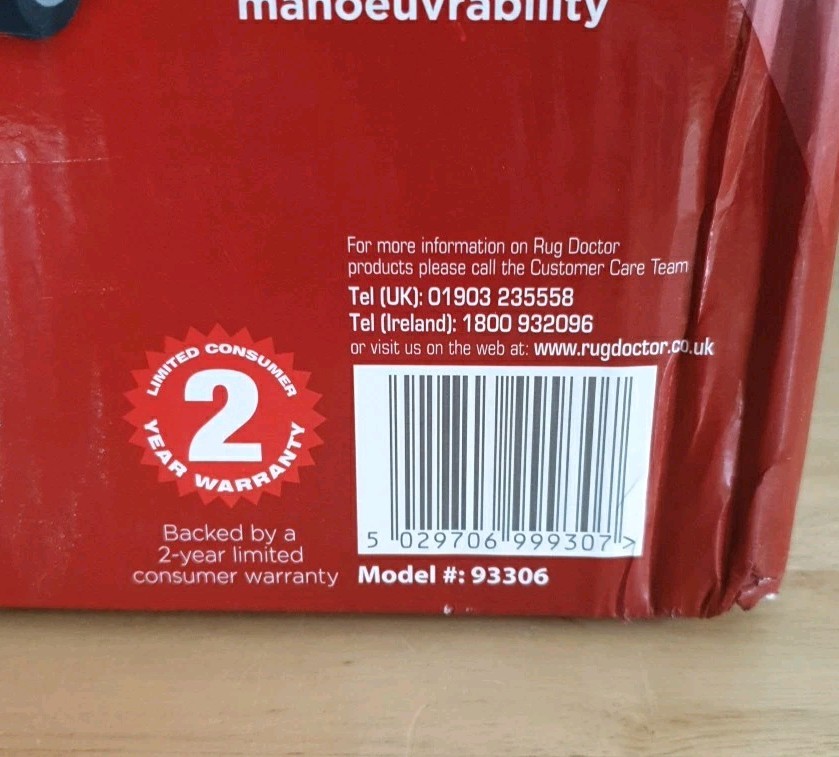 manoeuvrability
For more information on Rug Doctor
products please call the Customer Care Team
Tel (UK): 01903 235558
Tel (Ireland): 1800 932096
or visit us on the web at: www.rugdoctor.co.uk
LIMITED CONSUMER
2
YEAR WARRANTY
Backed by a
2-year limited
consumer warranty
5 029706 999307 >
Model #: 93306